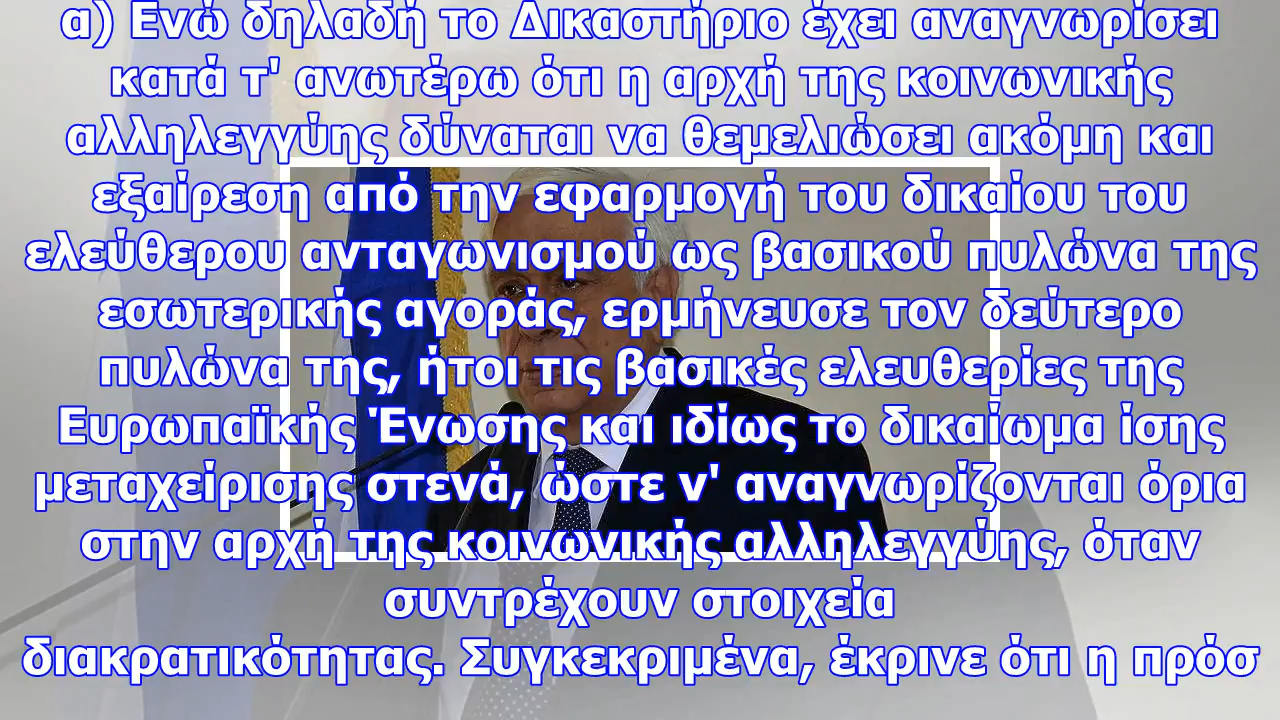 α) Ενώ δηλαδή το Δικαστήριο έχει αναγνωρίσει
κατά τ' ανωτέρω ότι η αρχή της κοινωνικής
αλληλεγγύης δύναται να θεμελιώσει ακόμη και
εξαίρεση από την εφαρμογή του δικαίου του
ελεύθερου ανταγωνισμού ως βασικού πυλώνα της
εσωτερικής αγοράς, ερμήνευσε τον δεύτερο
πυλώνα της, ήτοι τις βασικές ελευθερίες της
Ευρωπαϊκής Ένωσης και ιδίως το δικαίωμα ίσης
μεταχείρισης στενά, ώστε ν' αναγνωρίζονται όρια
στην αρχή της κοινωνικής αλληλεγγύης, όταν
συντρέχουν στοιχεία
διακρατικότητας. Συγκεκριμένα, έκρινε ότι η πρόσ